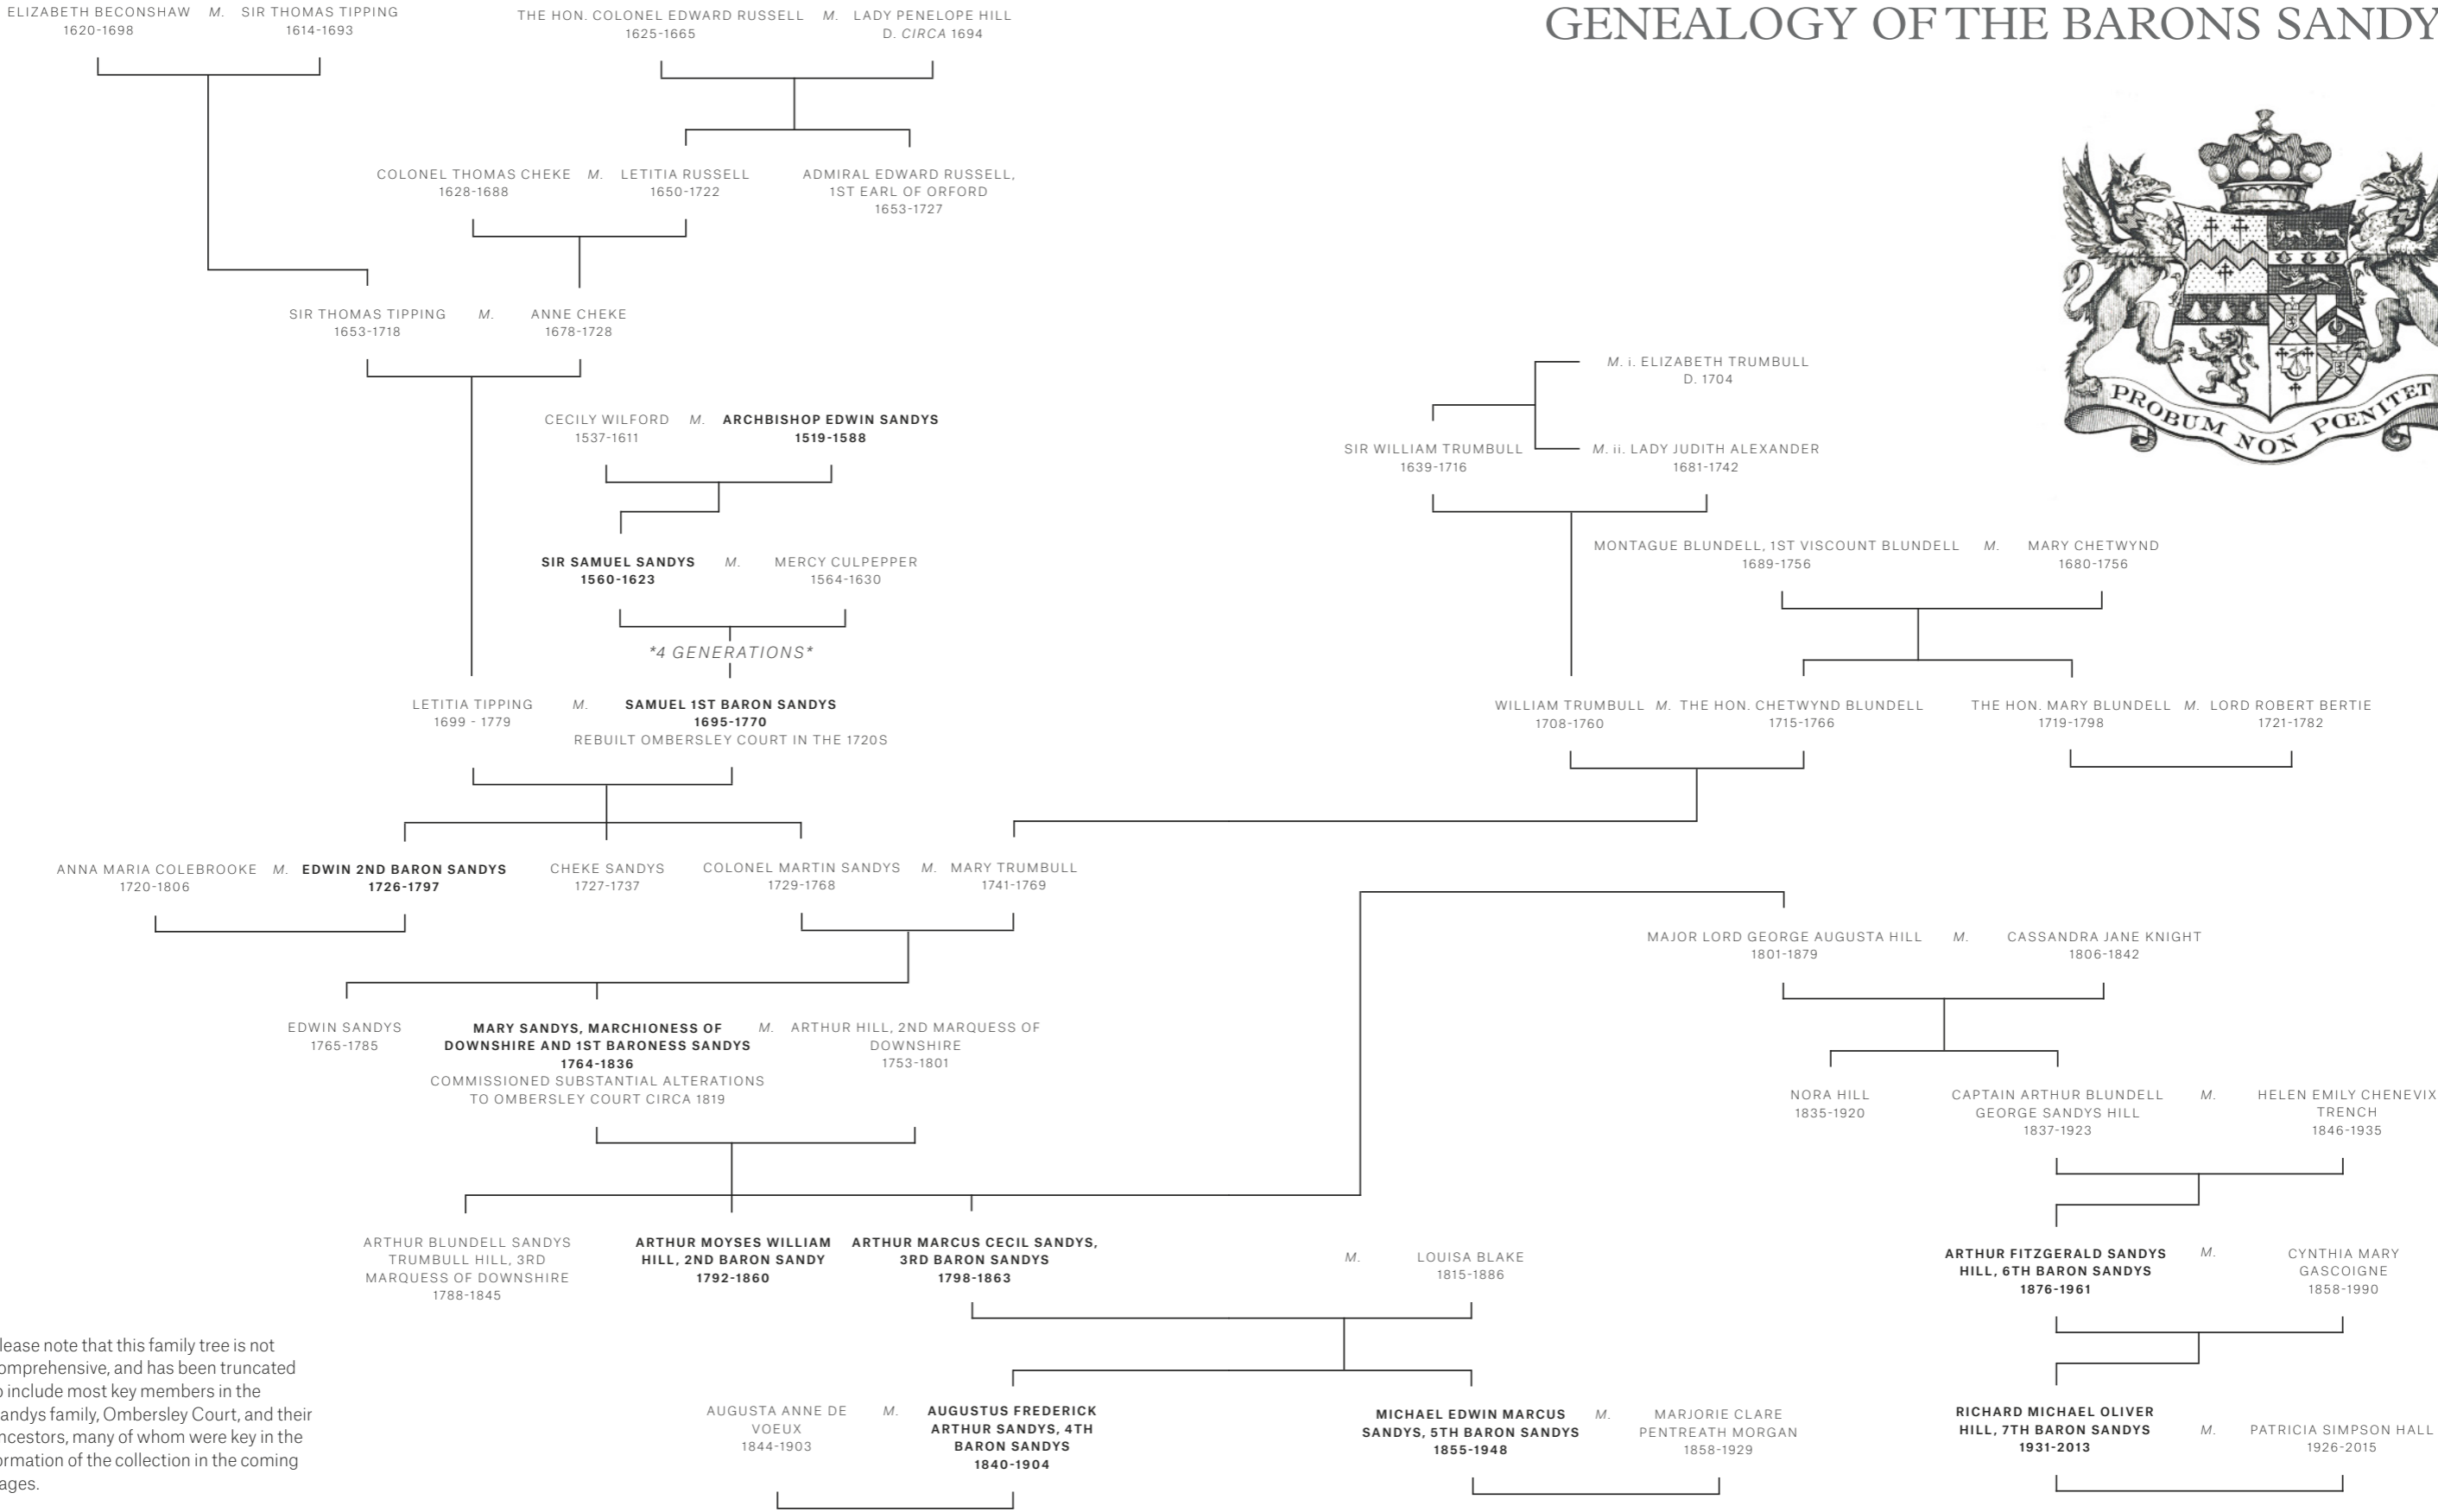 GENEALOGY OF THE BARONS SANDY
ELIZABETH BECONSHAW M. SIR THOMAS TIPPING
1620-1698 1614-1693
THE HON. COLONEL EDWARD RUSSELL M. LADY PENELOPE HILL
1625-1665 D. CIRCA 1694
COLONEL THOMAS CHEKE M. LETITIA RUSSELL
1628-1688 1650-1722
ADMIRAL EDWARD RUSSELL,
1ST EARL OF ORFORD
1653-1727
SIR THOMAS TIPPING M. ANNE CHEKE
1653-1718 1678-1728
PROBUM NON PŒNITET
M. i. ELIZABETH TRUMBULL
D. 1704
CECILY WILFORD M. ARCHBISHOP EDWIN SANDYS
1537-1611 1519-1588
SIR WILLIAM TRUMBULL M. ii. LADY JUDITH ALEXANDER
1639-1716 1681-1742
SIR SAMUEL SANDYS M. MERCY CULPEPPER
1560-1623 1564-1630
MONTAGUE BLUNDELL, 1ST VISCOUNT BLUNDELL M. MARY CHETWYND
1689-1756 1680-1756
*4 GENERATIONS*
LETITIA TIPPING M. SAMUEL 1ST BARON SANDYS
1699 - 1779 1695-1770
REBUILT OMBERSLEY COURT IN THE 1720S
WILLIAM TRUMBULL M. THE HON. CHETWYND BLUNDELL
1708-1760 1715-1766
THE HON. MARY BLUNDELL M. LORD ROBERT BERTIE
1719-1798 1721-1782
ANNA MARIA COLEBROOKE M. EDWIN 2ND BARON SANDYS
1720-1806 1726-1797
CHEKE SANDYS
1727-1737
COLONEL MARTIN SANDYS M. MARY TRUMBULL
1729-1768 1741-1769
MAJOR LORD GEORGE AUGUSTA HILL M. CASSANDRA JANE KNIGHT
1801-1879 1806-1842
EDWIN SANDYS
1765-1785
MARY SANDYS, MARCHIONESS OF
DOWNSHIRE AND 1ST BARONESS SANDYS
1764-1836
COMMISSIONED SUBSTANTIAL ALTERATIONS
TO OMBERSLEY COURT CIRCA 1819
M. ARTHUR HILL, 2ND MARQUESS OF
DOWNSHIRE
1753-1801
NORA HILL
1835-1920
CAPTAIN ARTHUR BLUNDELL
GEORGE SANDYS HILL
1837-1923
M. HELEN EMILY CHENEVIX
TRENCH
1846-1935
ARTHUR BLUNDELL SANDYS
TRUMBULL HILL, 3RD
MARQUESS OF DOWNSHIRE
1788-1845
ARTHUR MOYSES WILLIAM
HILL, 2ND BARON SANDY
1792-1860
ARTHUR MARCUS CECIL SANDYS,
3RD BARON SANDYS
1798-1863
M. LOUISA BLAKE
1815-1886
ARTHUR FITZGERALD SANDYS
HILL, 6TH BARON SANDYS
1876-1961
M. CYNTHIA MARY
GASCOIGNE
1858-1990
AUGUSTA ANNE DE
VOEUX
1844-1903
M. AUGUSTUS FREDERICK
ARTHUR SANDYS, 4TH
BARON SANDYS
1840-1904
MICHAEL EDWIN MARCUS
SANDYS, 5TH BARON SANDYS
1855-1948
M. MARJORIE CLARE
PENTREATH MORGAN
1858-1929
RICHARD MICHAEL OLIVER
HILL, 7TH BARON SANDYS
1931-2013
M. PATRICIA SIMPSON HALL
1926-2015
lease note that this family tree is not
omprehensive, and has been truncated
o include most key members in the
andys family, Ombersley Court, and their
ncestors, many of whom were key in the
ormation of the collection in the coming
ages.